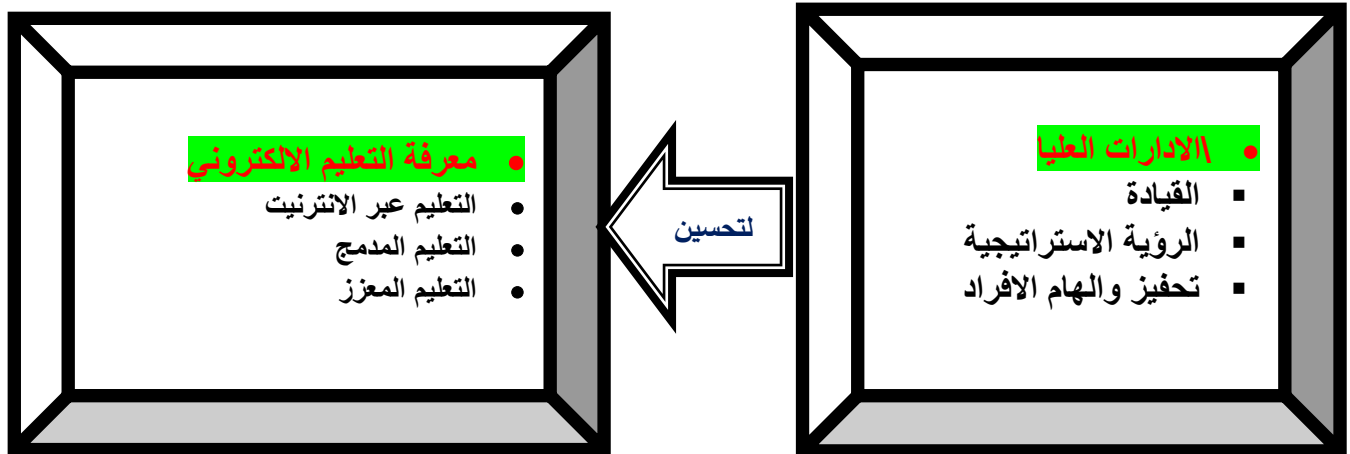 \الادارات العليا
القيادة
الرؤية الاستراتيجية
تحفيز والهام الافراد
لتحسين
معرفة التعليم الالكتروني
التعليم عبر الانترنيت
التعليم المدمج
التعليم المعزز